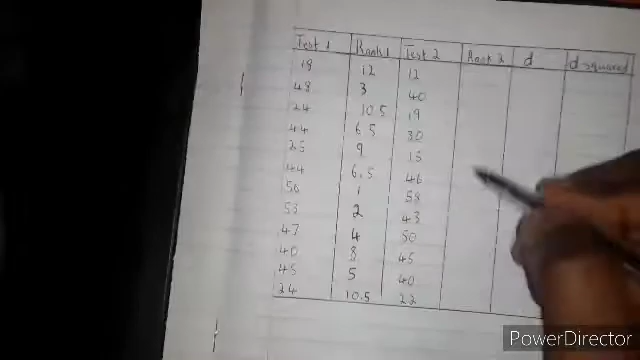 Test 1 Rank 1 Test 2 Rank 2 d d squared
18 12 12
48 3 40
24 10.5 19
44 6.5 30
25 9 15
44 6.5 46
56 1 58
53 2 43
47 4 50
40 8 45
45 5 40
24 10.5 22
PowerDirector